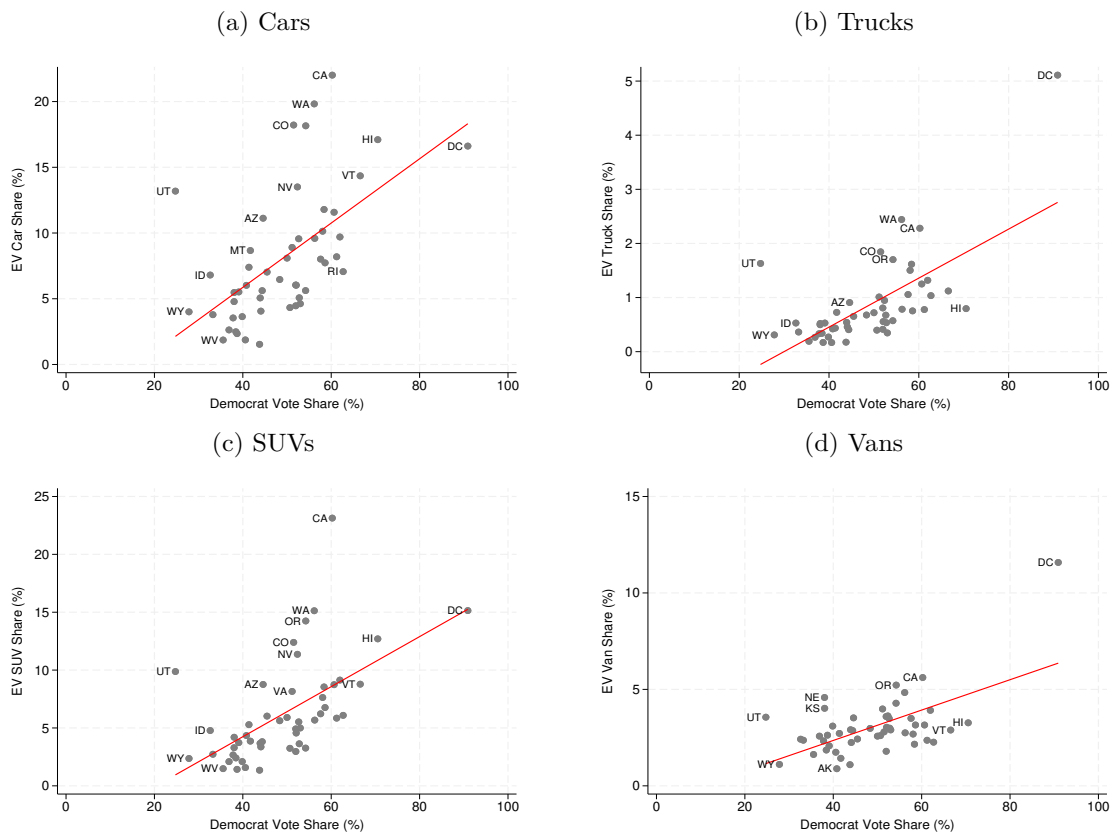 (a) Cars
EV Car Share (%)
20
15
10
5
0
CA
WA
CO
HI
DC
VT
NV
UT
AZ
MT
RI
ID
WY
WV
0 20 40 60 80 100
Democrat Vote Share (%)
(b) Trucks
EV Truck Share (%)
5
4
3
2
1
0
DC
WA
CA
CO
OR
UT
AZ
HI
ID
WY
0 20 40 60 80 100
Democrat Vote Share (%)
(c) SUVs
EV SUV Share (%)
25
20
15
10
5
0
CA
WA
DC
OR
CO
HI
NV
UT
AZ
VA
VT
ID
WY
WV
0 20 40 60 80 100
Democrat Vote Share (%)
(d) Vans
EV Van Share (%)
15
10
5
0
DC
CA
OR
NE
KS
UT
HI
VT
WY
AK
0 20 40 60 80 100
Democrat Vote Share (%)